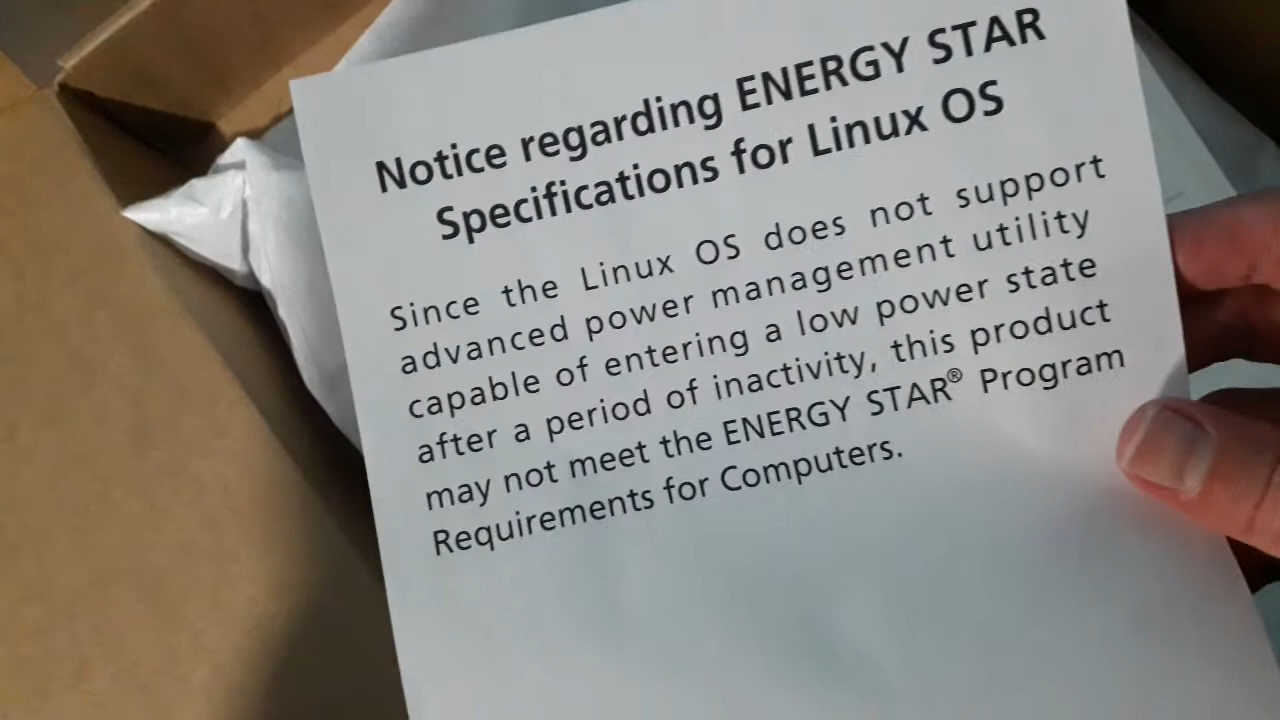 Notice regarding ENERGY STAR
Specifications for Linux OS
Since the Linux OS does not support
advanced power management utility
capable of entering a low power state
after a period of inactivity, this product
may not meet the ENERGY STAR® Program
Requirements for Computers.